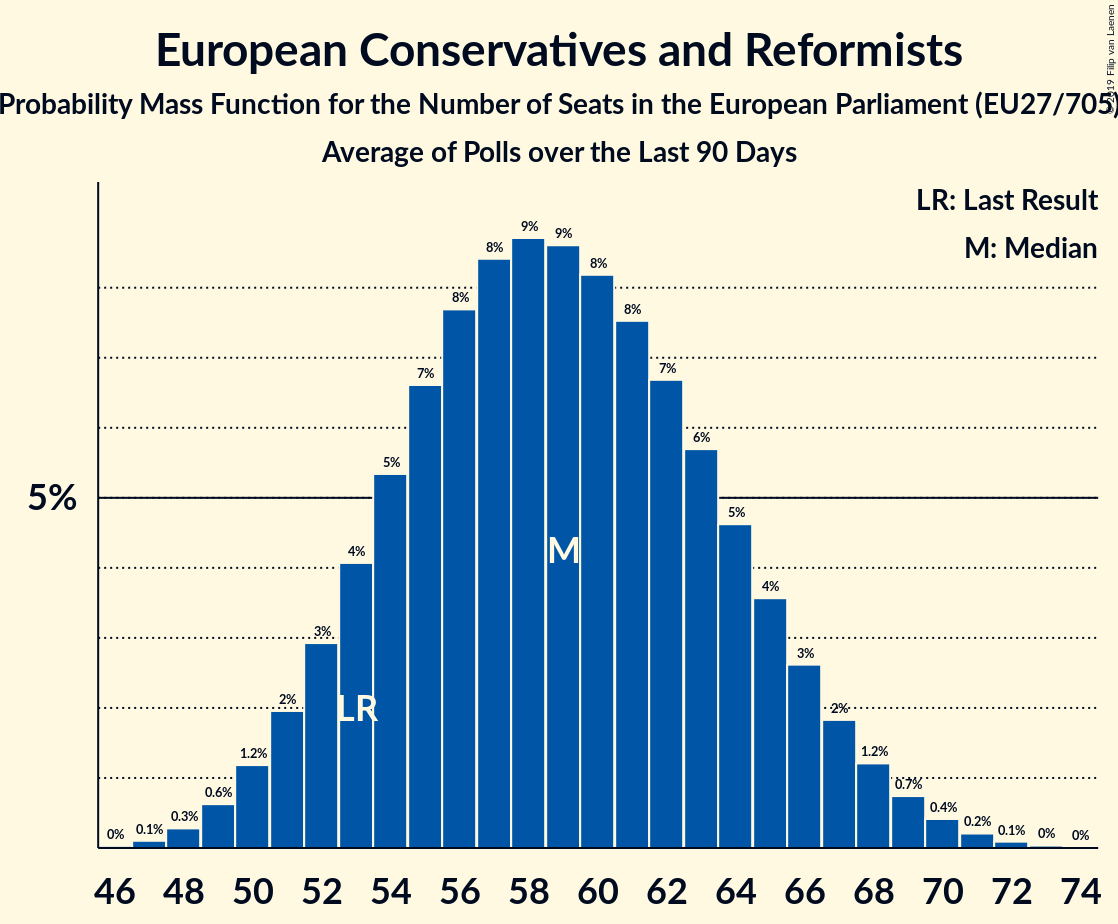 European Conservatives and Reformists
Probability Mass Function for the Number of Seats in the European Parliament (EU27/705)
Average of Polls over the Last 90 Days
© 2019 Filip van Laenen
LR: Last Result
M: Median
5%
0% 0.1% 0.3% 0.6% 1.2% 2% 3% 4% 5% 7% 8% 8% 9% 9% 8% 8% 7% 6% 5% 4% 3% 2% 1.2% 0.7% 0.4% 0.2% 0.1% 0% 0%
M
LR
46 48 50 52 54 56 58 60 62 64 66 68 70 72 74